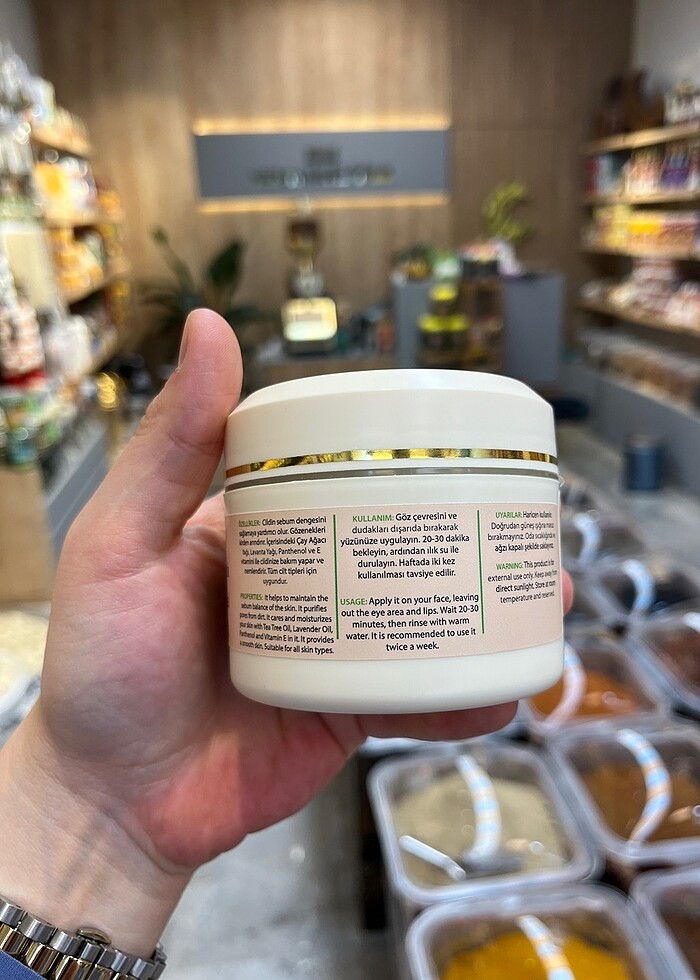 ÖZELLİKLER: Cildin sebum dengesini
sağlamaya yardımcı olur. Gözenekleri
kirden arındırır. İçerisindeki Çay Ağacı
Yağı, Lavanta Yağı, Panthenol ve E
vitamini ile cildinize bakım yapar ve
nemlendirir. Tüm cilt tipleri için
uygundur.
PROPERTIES: It helps to maintain the
sebum balance of the skin. It purifies
pores from dirt, It cares and moisturizes
your skin with Tea Tree Oil, Lavender Oil,
Panthenol and Vitamin E in it. It provides
a smooth skin. Suitable for all skin types.
KULLANIM: Göz çevresini ve
dudakları dışarıda bırakarak
yüzünüze uygulayın. 20-30 dakika
bekleyin, ardından ılık su ile
durulayın. Haftada iki kez
kullanılması tavsiye edilir.
USAGE: Apply it on your face, leaving
out the eye area and lips. Wait 20-30
minutes, then rinse with warm
water. It is recommended to use it
twice a week.
UYARILAR: Haricen kullanılır.
Doğrudan güneş ışığına maruz
bırakmayınız. Oda sıcaklığında ve
ağzı kapalı şekilde saklayınız.
WARNING: This product is for
external use only. Keep away from
direct sunlight. Store at room
temperature and reserved.